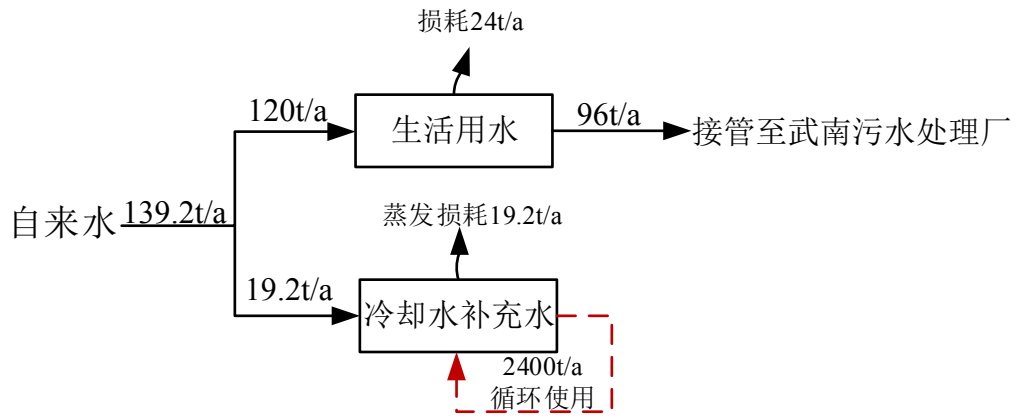 损耗24t/a
120t/a
生活用水
96t/a
接管至武南污水处理厂
自来水
139.2t/a
蒸发损耗19.2t/a
19.2t/a
冷却水补充水
2400t/a
循环使用